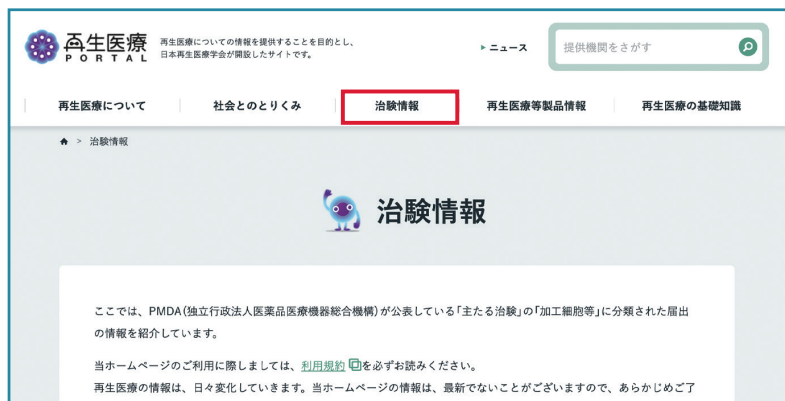 再生医療
PORTAL
再生医療についての情報を提供することを目的とし、
日本再生医療学会が開設したサイトです。
ニュース
提供機関をさがす
再生医療について
社会とのとりくみ
治験情報
再生医療等製品情報
再生医療の基礎知識
> 治験情報
治験情報
ここでは、PMDA(独立行政法人医薬品医療機器総合機構)が公表している「主たる治験」の「加工細胞等」に分類された届出
の情報を紹介しています。
当ホームページのご利用に際しましては、利用規約を必ずお読みください。
再生医療の情報は、日々変化していきます。当ホームページの情報は、最新でないことがございますので、あらかじめご了